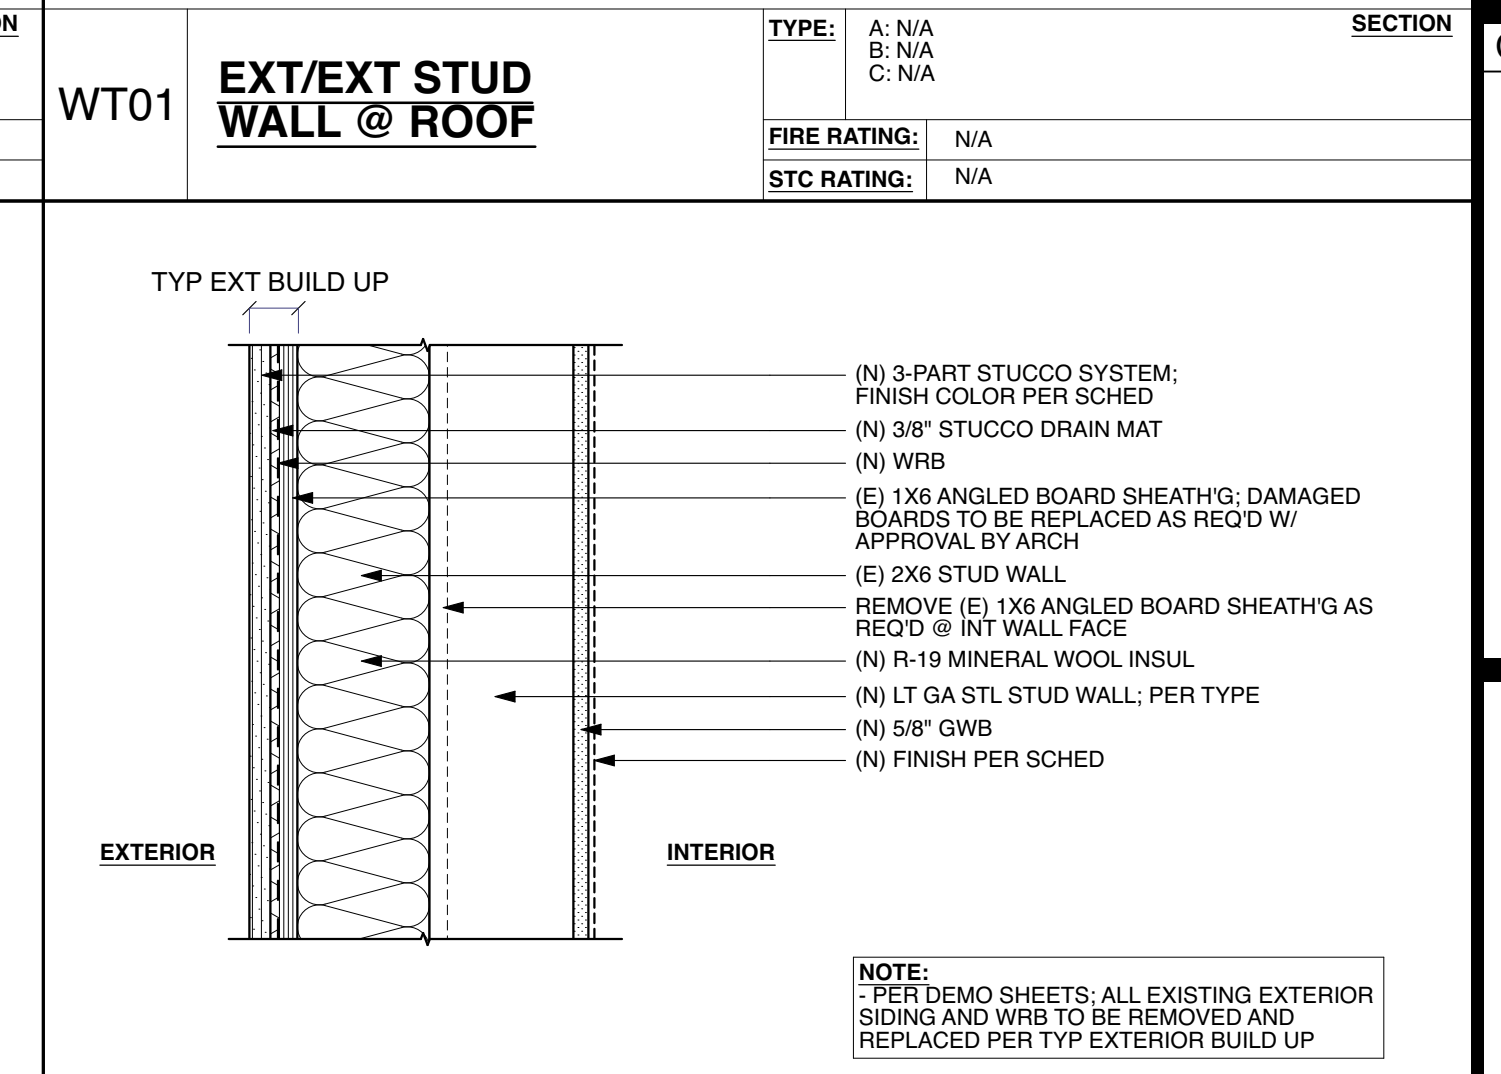 ON
WT01
EXT/EXT STUD
WALL @ ROOF
TYPE:
A: N/A
B: N/A
C: N/A
SECTION
FIRE RATING:
N/A
STC RATING:
N/A
TYP EXT BUILD UP
(N) 3-PART STUCCO SYSTEM;
FINISH COLOR PER SCHED
(N) 3/8" STUCCO DRAIN MAT
(N) WRB
(E) 1X6 ANGLED BOARD SHEATH'G; DAMAGED
BOARDS TO BE REPLACED AS REQ'D W/
APPROVAL BY ARCH
(E) 2X6 STUD WALL
REMOVE (E) 1X6 ANGLED BOARD SHEATH'G AS
REQ'D @ INT WALL FACE
(N) R-19 MINERAL WOOL INSUL
(N) LT GA STL STUD WALL; PER TYPE
(N) 5/8" GWB
(N) FINISH PER SCHED
EXTERIOR
INTERIOR
NOTE:
- PER DEMO SHEETS; ALL EXISTING EXTERIOR
SIDING AND WRB TO BE REMOVED AND
REPLACED PER TYP EXTERIOR BUILD UP